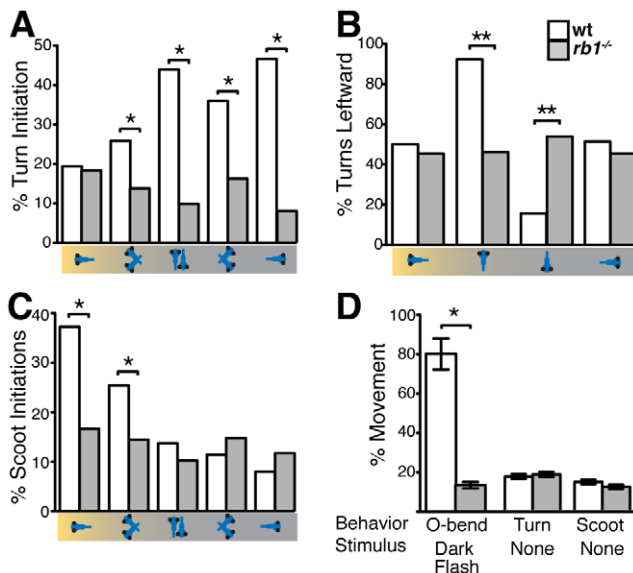 A
% Turn Initiation
50
40
30
20
10
0
* * * *
B
% Turns Leftward
100
80
60
40
20
0
** **
wt
rb1-/-
C
% Scoot Initiations
40
30
20
10
0
* *
D
% Movement
100
80
60
40
20
*
Behavior O-bend Turn Scoot
Stimulus Dark None None
Flash